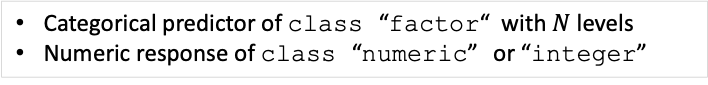 • Categorical predictor of class “factor“ with N levels
• Numeric response of class “numeric” or “integer”